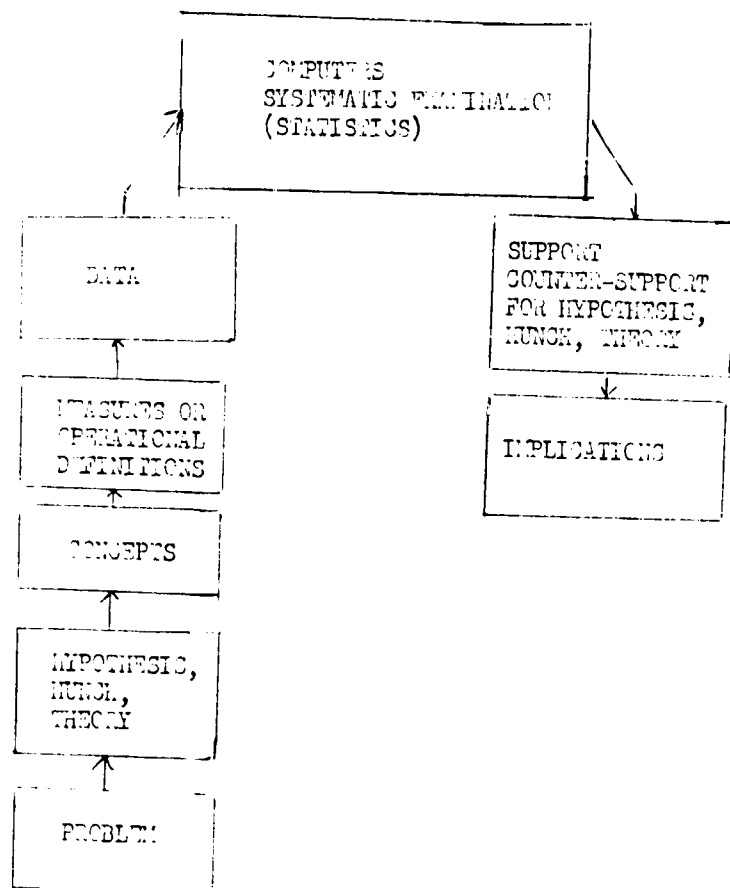 COMPUTERS
SYSTEMATIC EXAMINATION
(STATISTICS)
DATA
SUPPORT
COUNTER-SUPPORT
FOR HYPOTHESIS,
HUNCH, THEORY
MEASURES OR
OPERATIONAL
DEFINITIONS
IMPLICATIONS
CONCEPTS
HYPOTHESIS,
HUNCH,
THEORY
PROBLEM